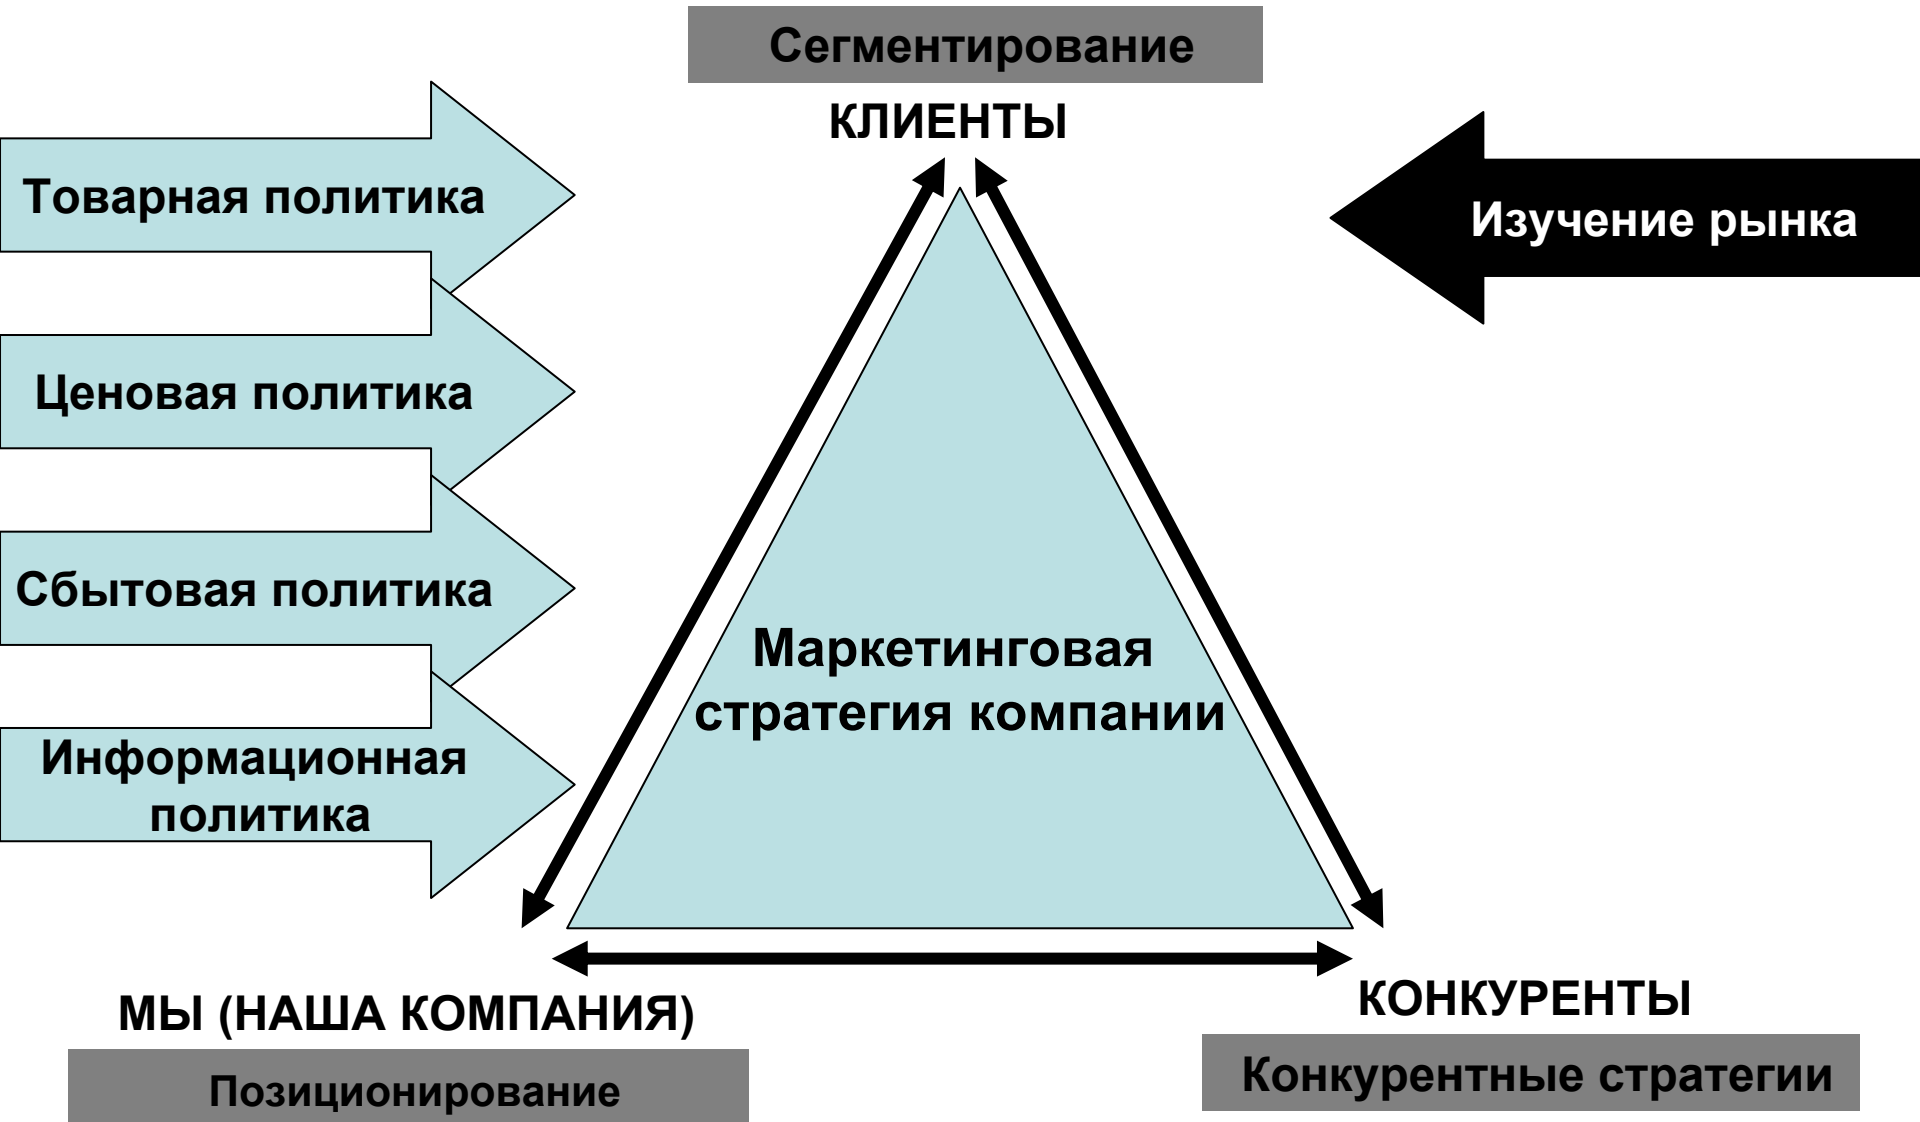 Сегментирование
КЛИЕНТЫ
Товарная политика
Изучение рынка
Ценовая политика
Сбытовая политика
Маркетинговая
стратегия компании
Информационная
политика
МЫ (НАША КОМПАНИЯ)
КОНКУРЕНТЫ
Позиционирование
Конкурентные стратегии